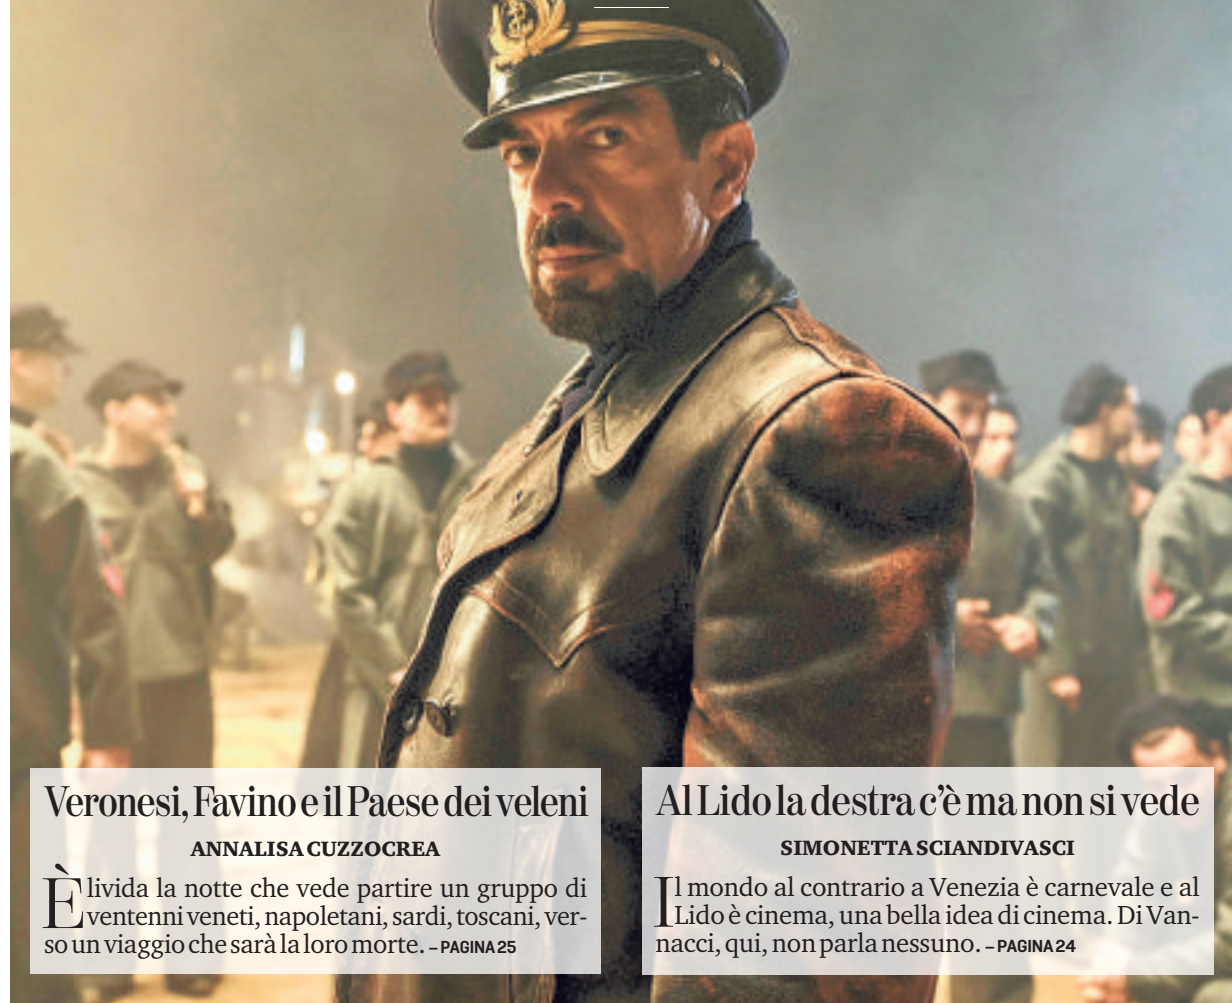 Veronesi, Favino e il Paese dei veleni
ANNALISA CUZZOCREA
È livida la notte che vede partire un gruppo di
ventenni veneti, napoletani, sardi, toscani, ver-
so un viaggio che sarà la loro morte. – PAGINA 25
Al Lido la destra c’è ma non si vede
SIMONETTA SCIANDIVASCI
Il mondo al contrario a Venezia è carnevale e al
Lido è cinema, una bella idea di cinema. Di Van-
nacci, qui, non parla nessuno. – PAGINA 24